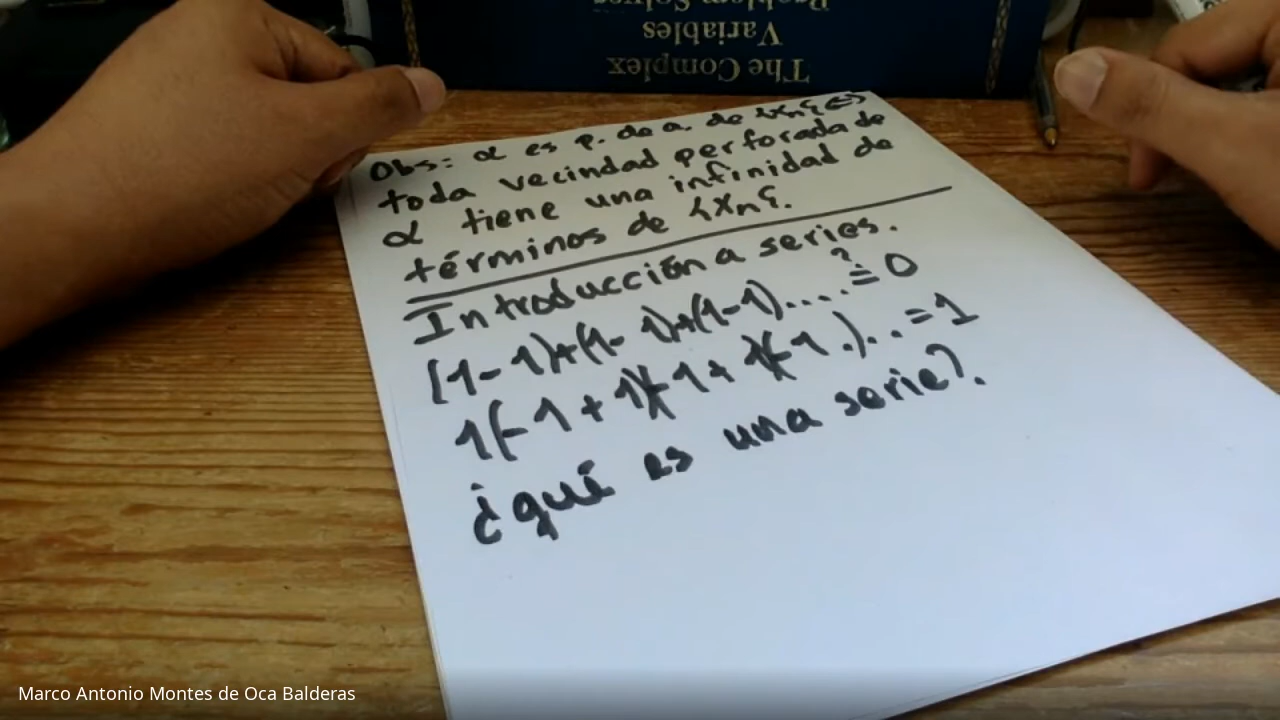 The Complex
Variables
Problem Solver
Obs: α es p. de a. de {xₙ} ⇔
toda vecindad perforada de
α tiene una infinidad de
términos de {xₙ}.
Introducción a series.
(1-1)+(1-1)+(1-1).... ?= 0
1(-1+1)(-1+1)(-1.)...=1
¿qué es una serie?.
Marco Antonio Montes de Oca Balderas